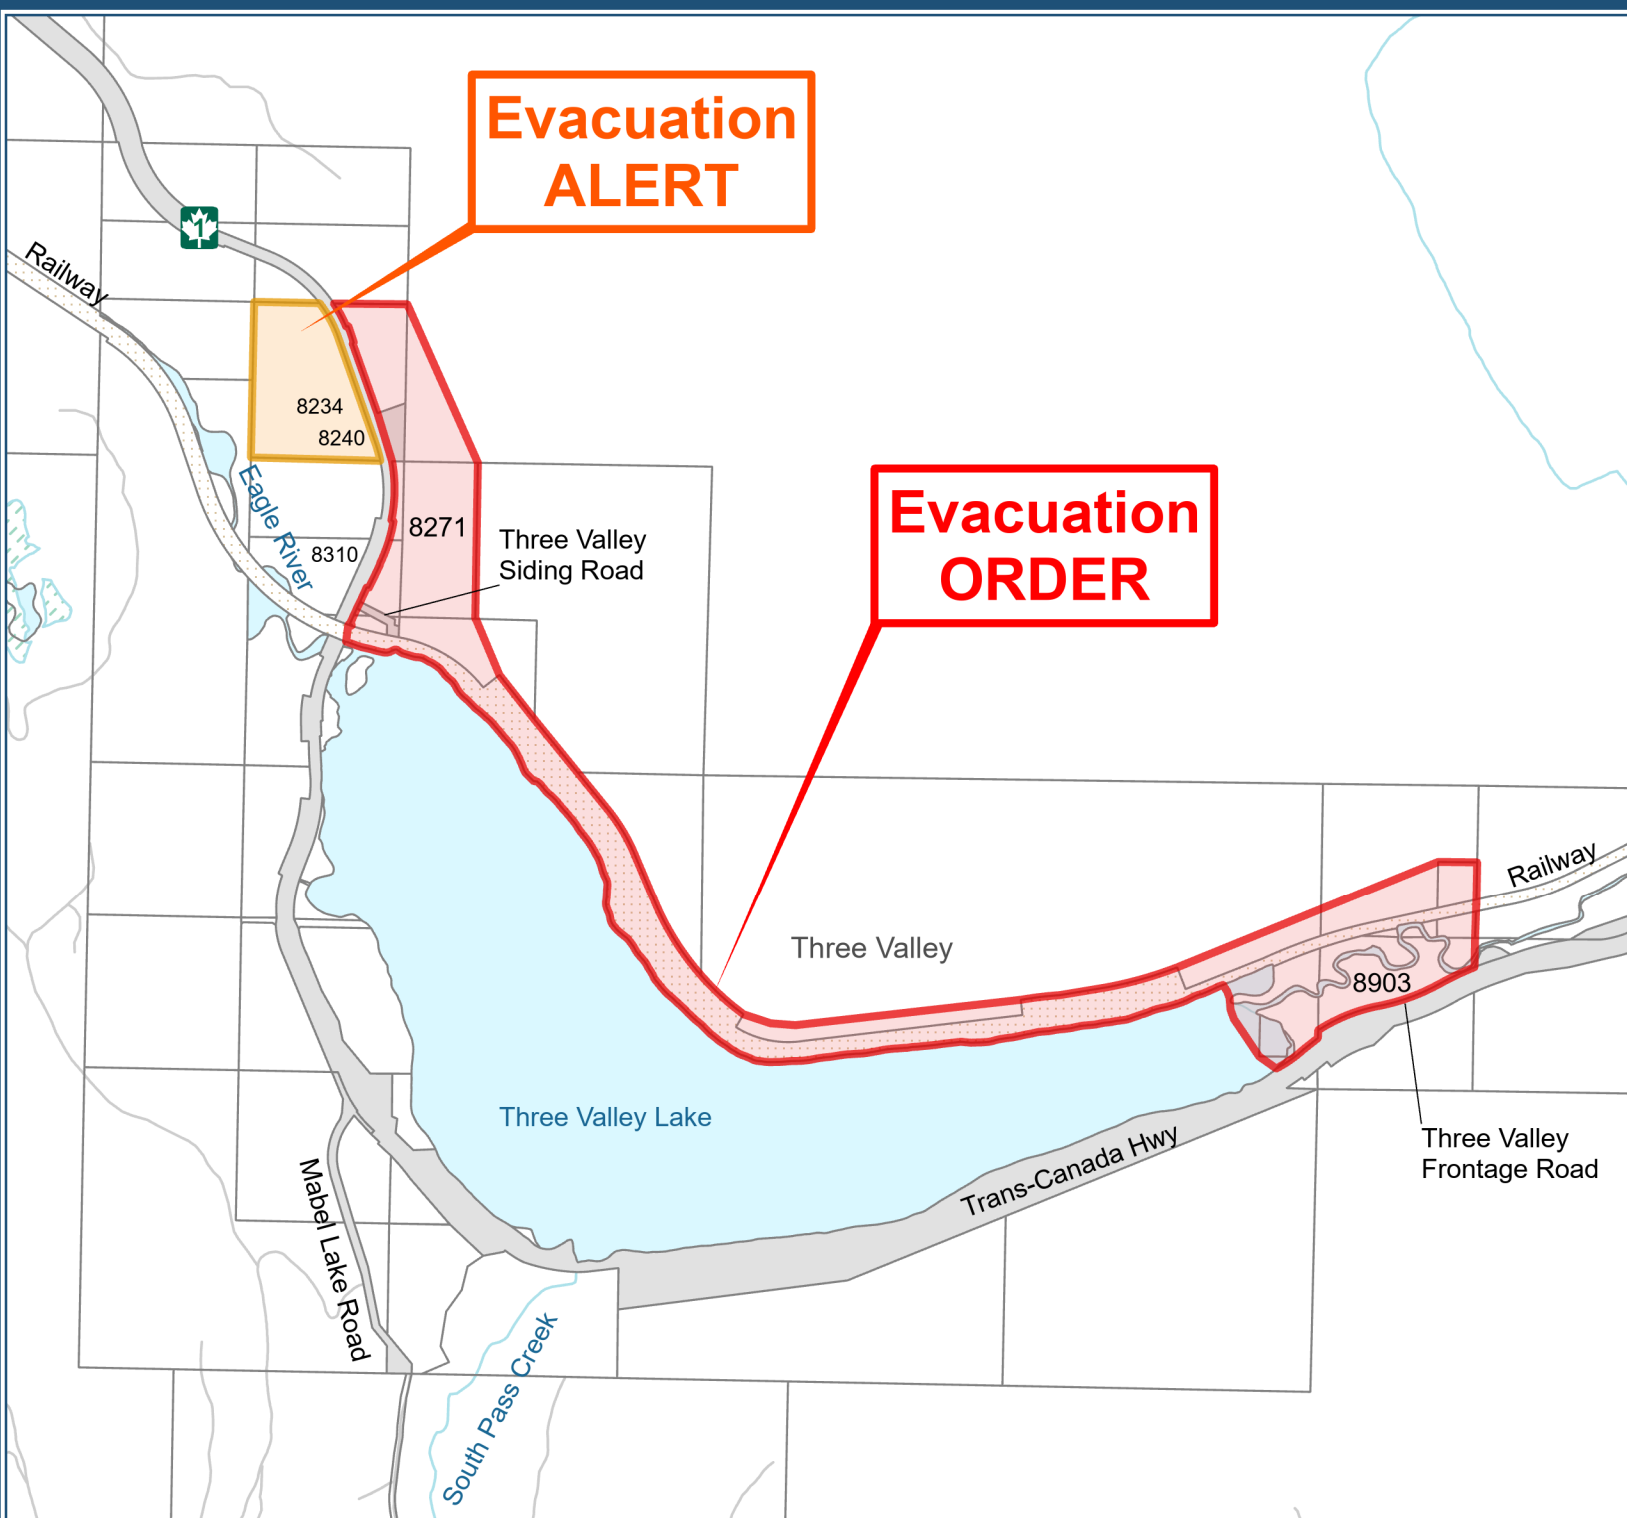 Evacuation
ALERT
1
Railway
8234
8240
Eagle River
8271
8310
Three Valley
Siding Road
Evacuation
ORDER
Railway
Three Valley
8903
Three Valley Lake
Three Valley
Frontage Road
Trans-Canada Hwy
Mabel Lake Road
South Pass Creek